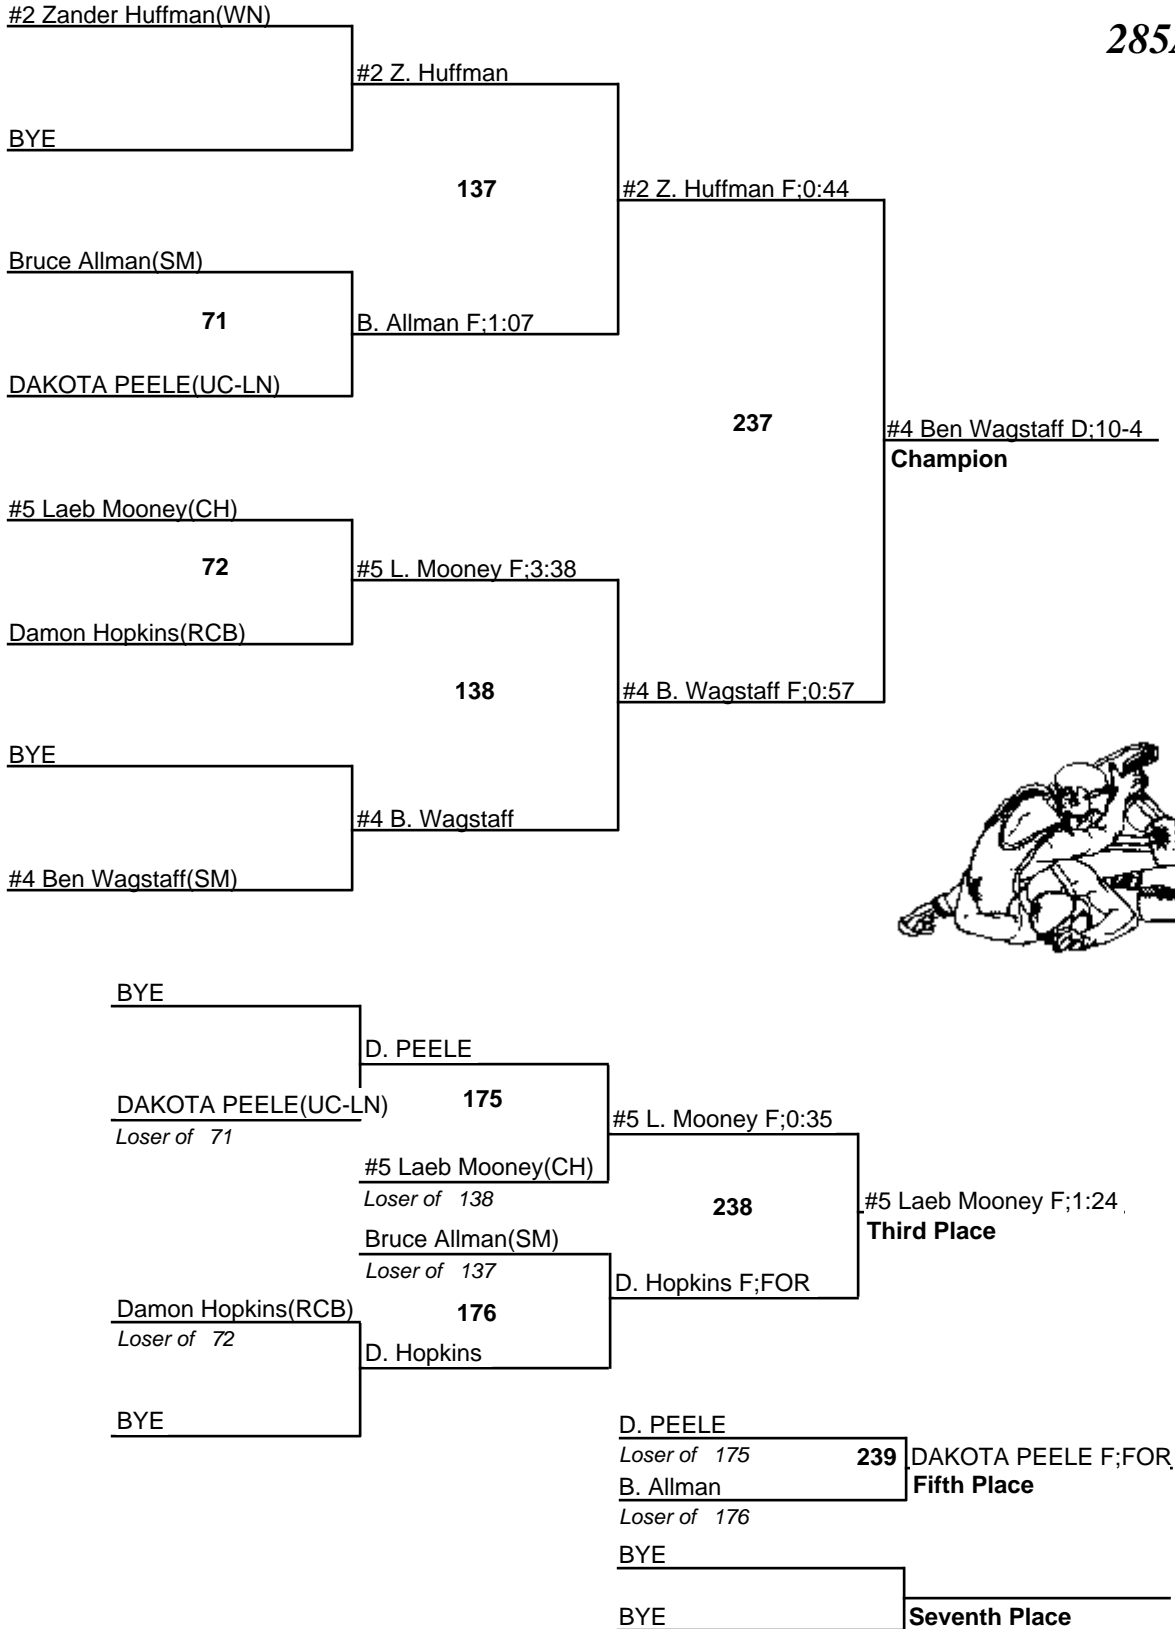 #2 Zander Huffman(WN)
285
#2 Z. Huffman
BYE
137
#2 Z. Huffman F;0:44
Bruce Allman(SM)
71
B. Allman F;1:07
DAKOTA PEELE(UC-LN)
237
#4 Ben Wagstaff D;10-4
Champion
#5 Laeb Mooney(CH)
72
#5 L. Mooney F;3:38
Damon Hopkins(RCB)
138
#4 B. Wagstaff F;0:57
BYE
#4 B. Wagstaff
#4 Ben Wagstaff(SM)
BYE
D. PEELE
DAKOTA PEELE(UC-LN)
175
Loser of 71
#5 L. Mooney F;0:35
#5 Laeb Mooney(CH)
Loser of 138
238
#5 Laeb Mooney F;1:24
Third Place
Bruce Allman(SM)
Loser of 137
D. Hopkins F;FOR
Damon Hopkins(RCB)
176
Loser of 72
D. Hopkins
BYE
D. PEELE
Loser of 175
239
DAKOTA PEELE F;FOR
Fifth Place
B. Allman
Loser of 176
BYE
BYE
Seventh Place